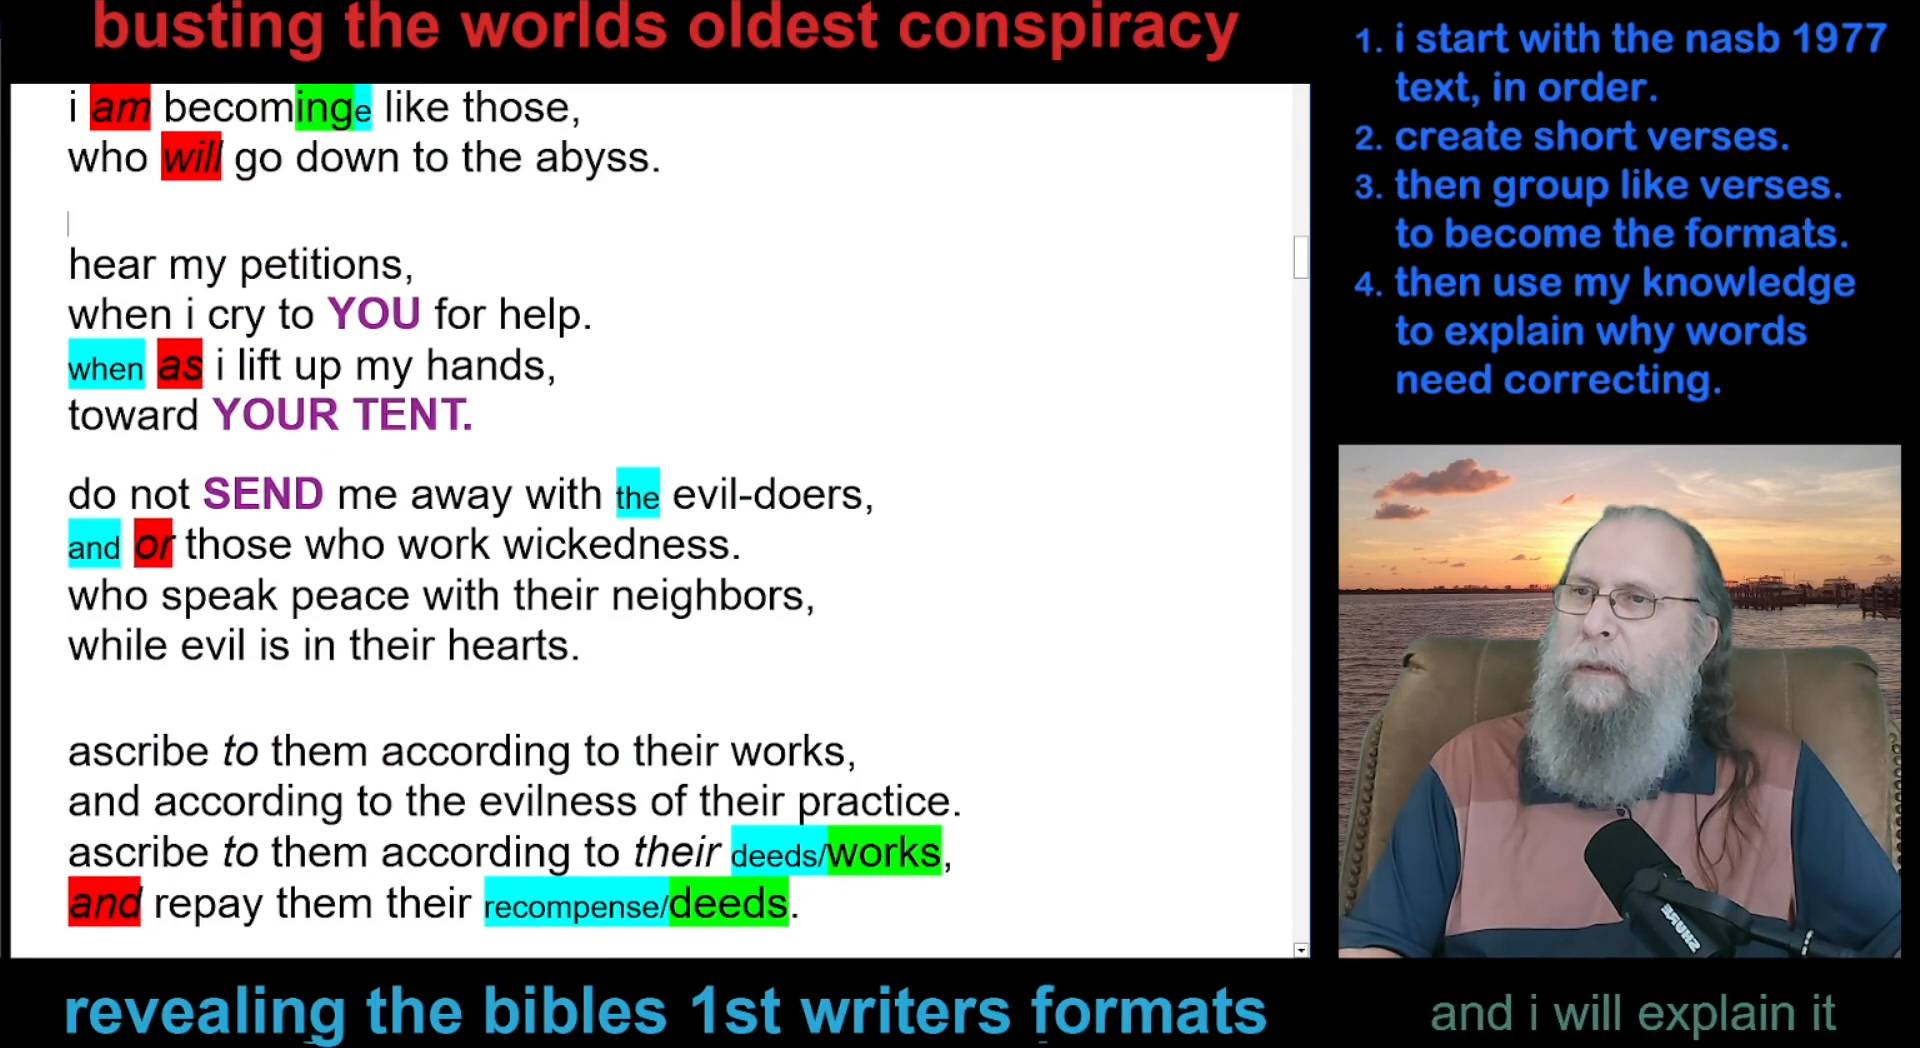 busting the worlds oldest conspiracy
i am becominge like those,
who will go down to the abyss.
hear my petitions,
when i cry to YOU for help.
when as i lift up my hands,
toward YOUR TENT.
do not SEND me away with the evil-doers,
and or those who work wickedness.
who speak peace with their neighbors,
while evil is in their hearts.
ascribe to them according to their works,
and according to the evilness of their practice.
ascribe to them according to their deeds/works,
and repay them their recompense/deeds.
revealing the bibles 1st writers formats
1. i start with the nasb 1977
text, in order.
2. create short verses.
3. then group like verses.
to become the formats.
4. then use my knowledge
to explain why words
need correcting.
SHURE
and i will explain it